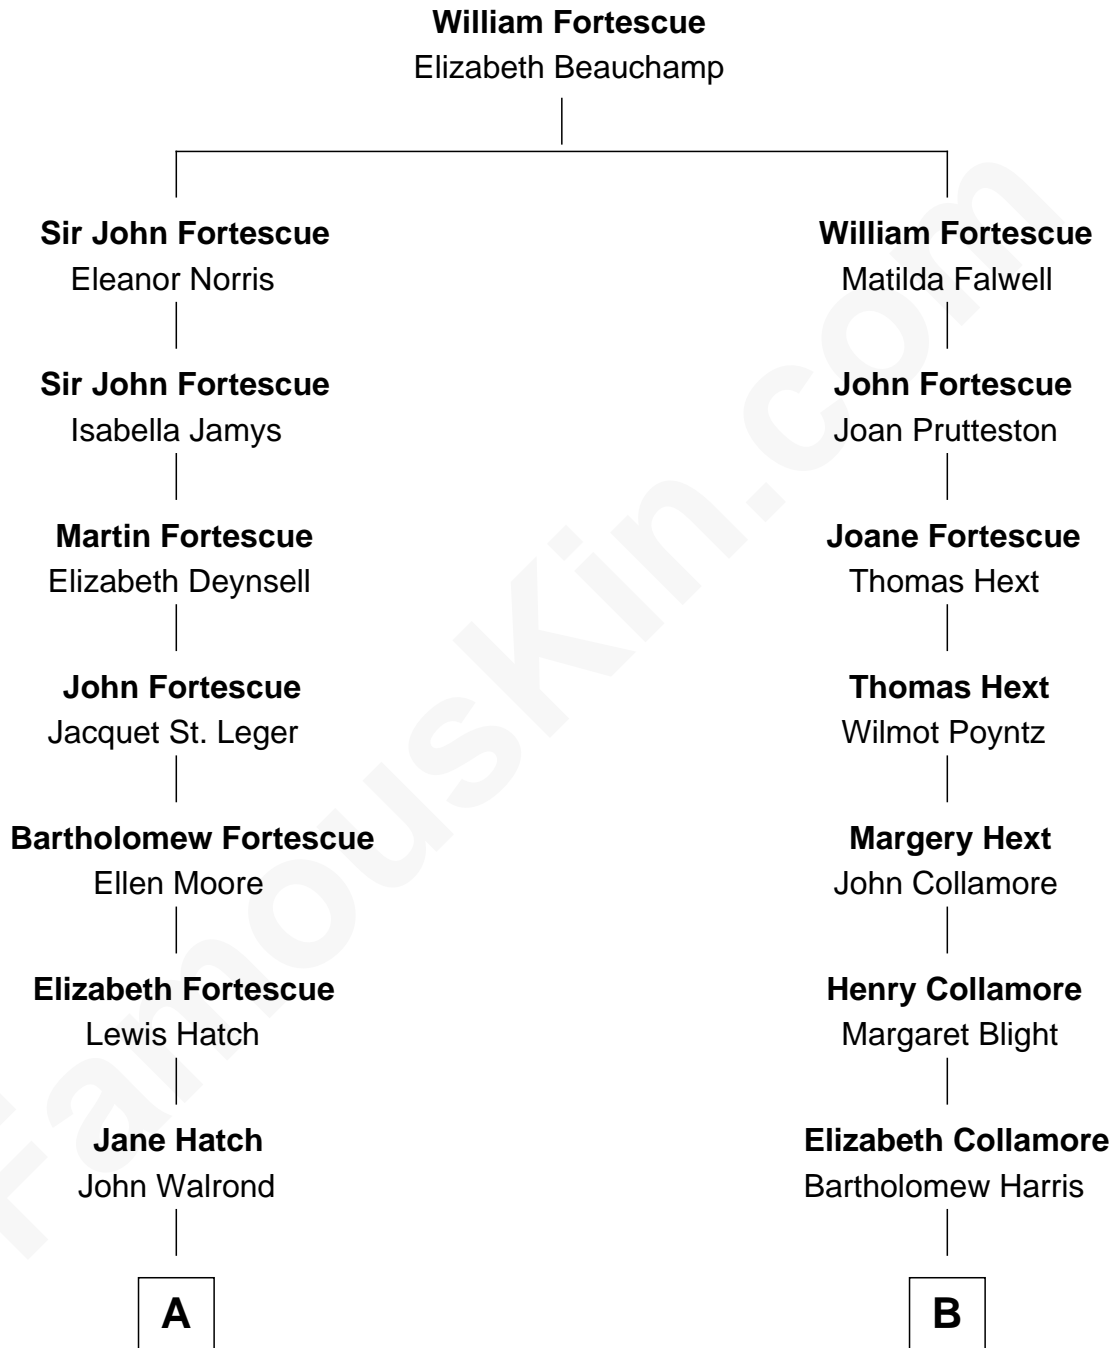 William Fortescue
Elizabeth Beauchamp
Sir John Fortescue
Eleanor Norris
William Fortescue
Matilda Falwell
Sir John Fortescue
Isabella Jamys
John Fortescue
Joan Prutteston
Martin Fortescue
Elizabeth Deynsell
Joane Fortescue
Thomas Hext
John Fortescue
Jacquet St. Leger
Thomas Hext
Wilmot Poyntz
Bartholomew Fortescue
Ellen Moore
Margery Hext
John Collamore
Elizabeth Fortescue
Lewis Hatch
Henry Collamore
Margaret Blight
Jane Hatch
John Walrond
Elizabeth Collamore
Bartholomew Harris
A
B
FamousKin.com